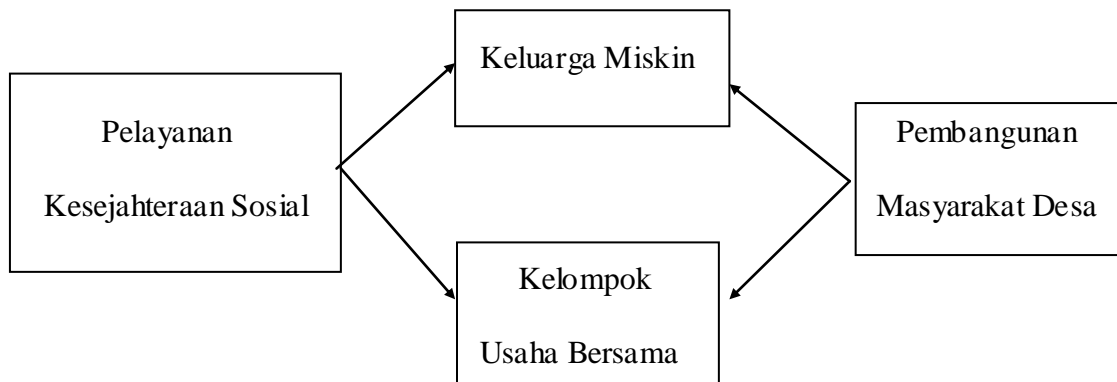 Keluarga Miskin
Pelayanan
Kesejahteraan Sosial
Pembangunan
Masyarakat Desa
Kelompok
Usaha Bersama